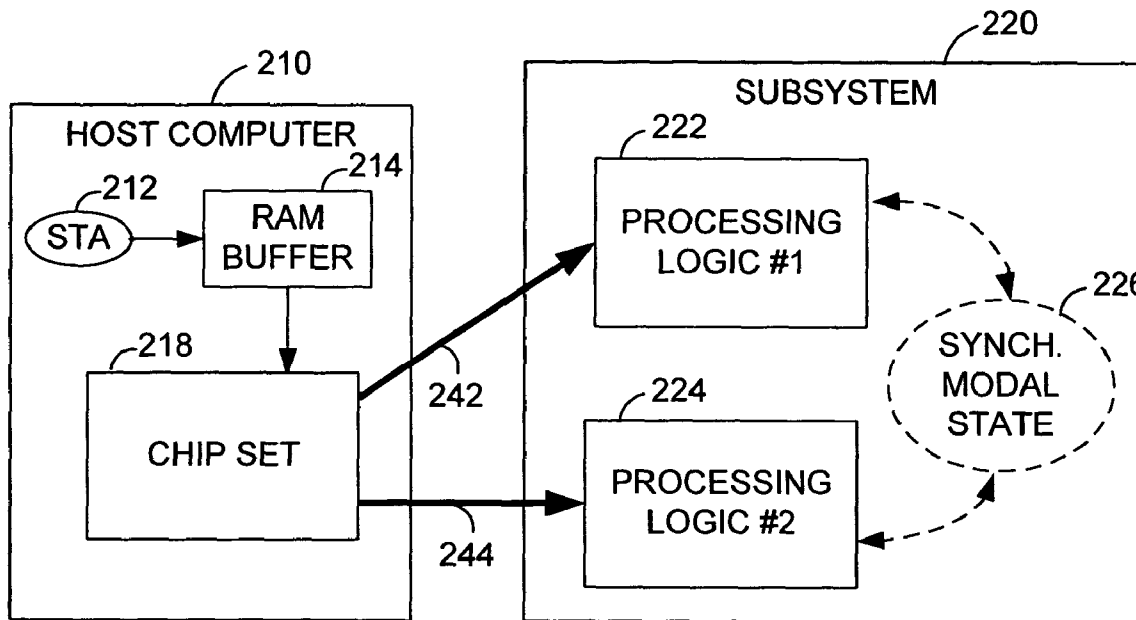 210
HOST COMPUTER
212
STA
214
RAM
BUFFER
218
CHIP SET
242
244
220
SUBSYSTEM
222
PROCESSING
LOGIC #1
224
PROCESSING
LOGIC #2
226
SYNCH.
MODAL
STATE